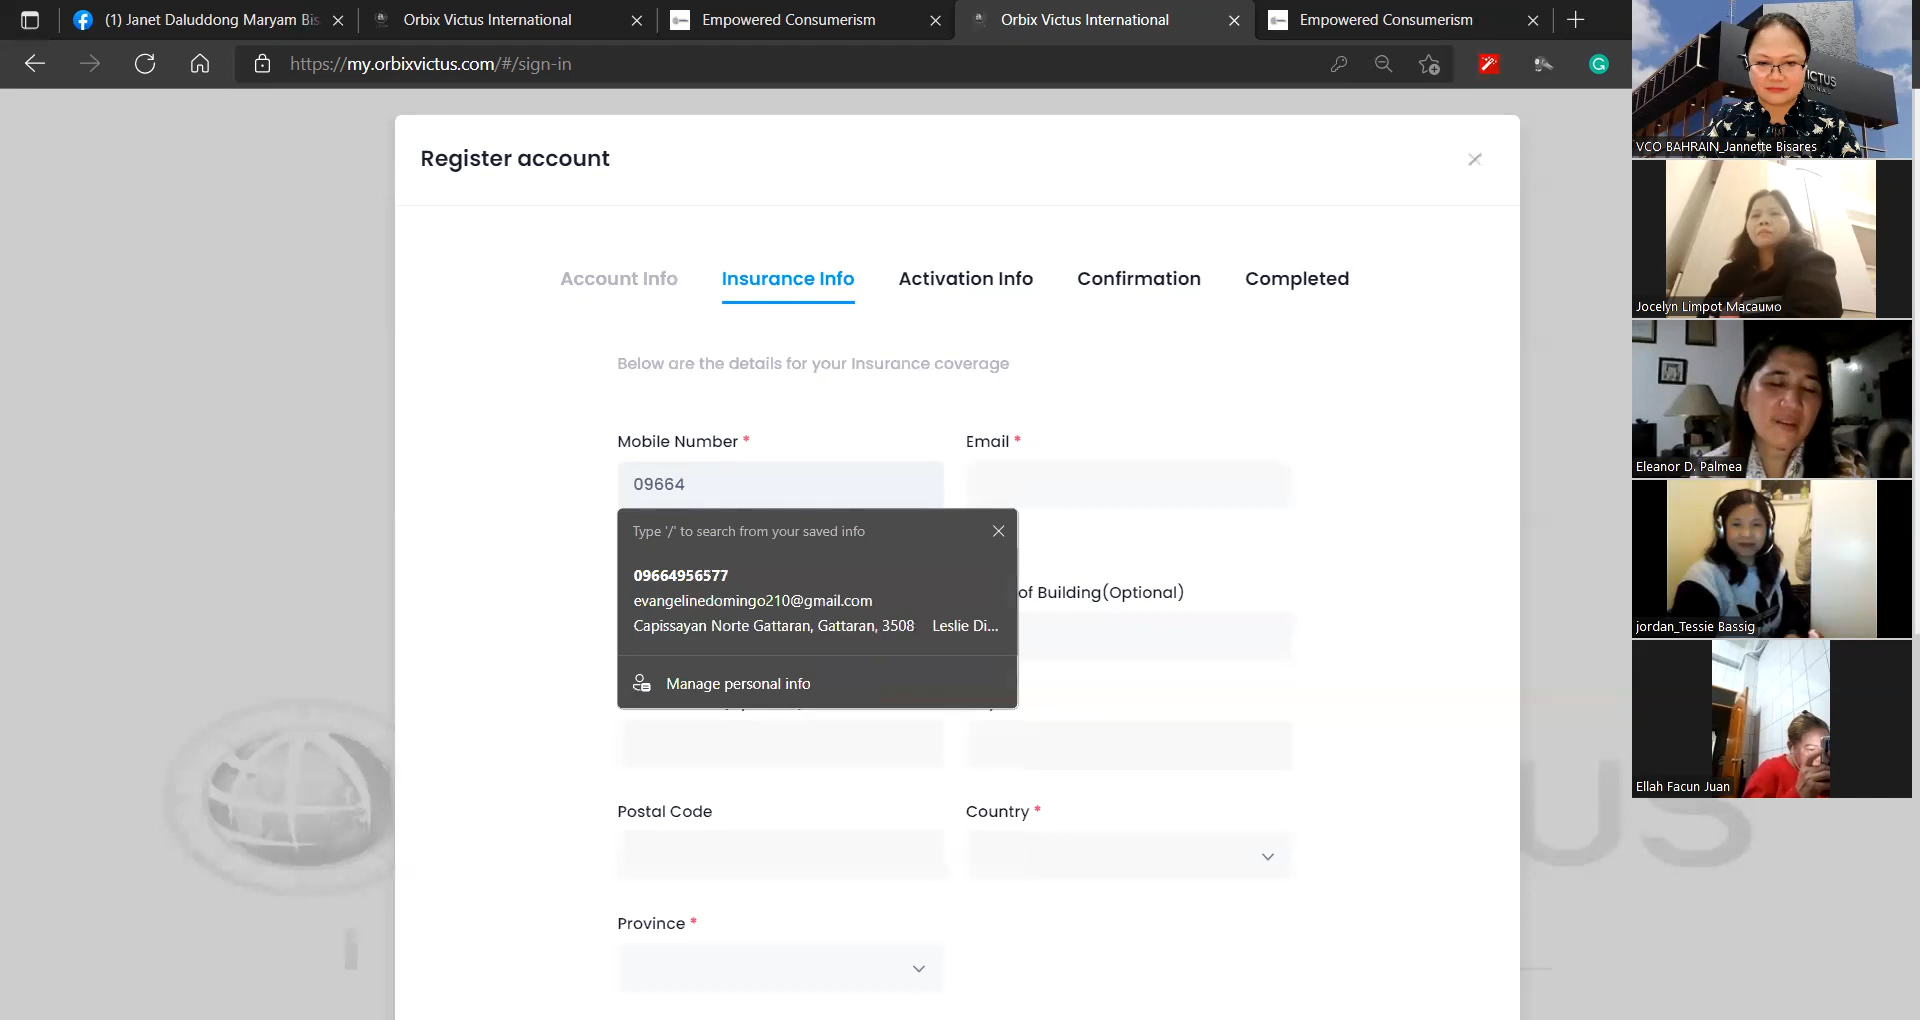 (1) Janet Daluddong Maryam Bis
Orbix Victus International
Empowered Consumerism
Orbix Victus International
Empowered Consumerism
https://my.orbixvictus.com/#/sign-in
Register account
Account Info
Insurance Info
Activation Info
Confirmation
Completed
Below are the details for your Insurance coverage
Mobile Number *
Email *
09664
Type '/' to search from your saved info
09664956577
evangelinedomingo210@gmail.com
Capissayan Norte Gattaran, Gattaran, 3508 Leslie Di...
Manage personal info
of Building(Optional)
Postal Code
Country *
Province *
US
ICTUS
VCO BAHRAIN_Jannette Bisares
Jocelyn Limpot Macauмo
Eleanor D. Palmea
jordan_Tessie Bassig
Ellah Facun Juan